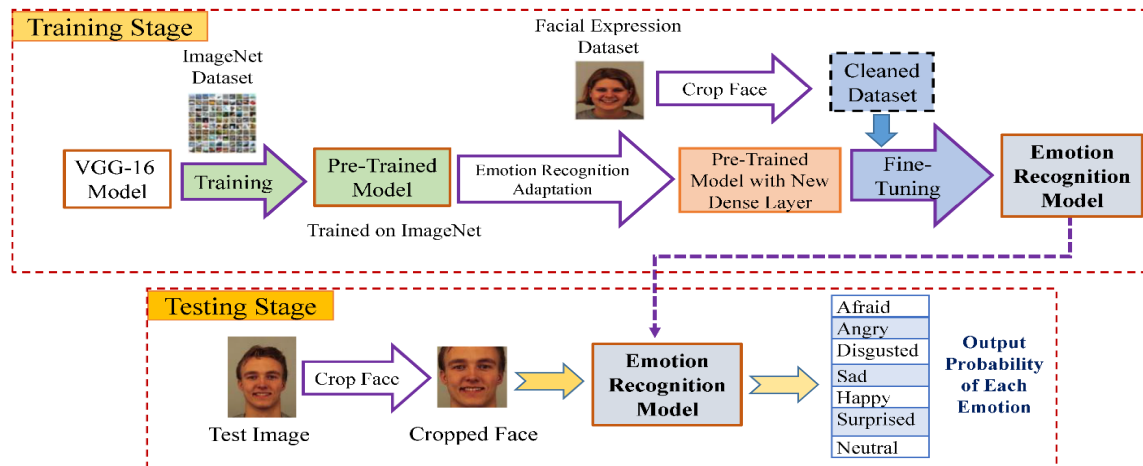 Training Stage
ImageNet
Dataset
Facial Expression
Dataset
Crop Face
Cleaned
Dataset
VGG-16
Model
Training
Pre-Trained
Model
Trained on ImageNet
Emotion Recognition
Adaptation
Pre-Trained
Model with New
Dense Layer
Fine-
Tuning
Emotion
Recognition
Model
Testing Stage
Test Image
Crop Face
Cropped Face
Emotion
Recognition
Model
Afraid
Angry
Disgusted
Sad
Happy
Surprised
Neutral
Output
Probability
of Each
Emotion